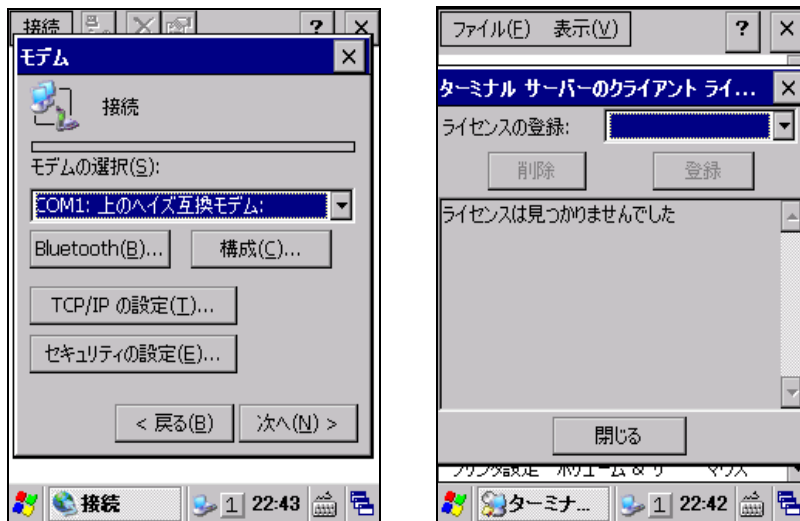 接続
?
×
モデム
×
接続
モデムの選択(S):
COM1: 上のヘイズ互換モデム:
Bluetooth(B)...
構成(C)...
TCP/IP の設定(T)...
セキュリティの設定(E)...
< 戻る(B)
次へ(N) >
接続
1
22:43
ファイル(F)
表示(V)
?
×
ターミナル サーバーのクライアント ライ...
×
ライセンスの登録:
削除
登録
ライセンスは見つかりませんでした
閉じる
ターミナ...
1
22:42